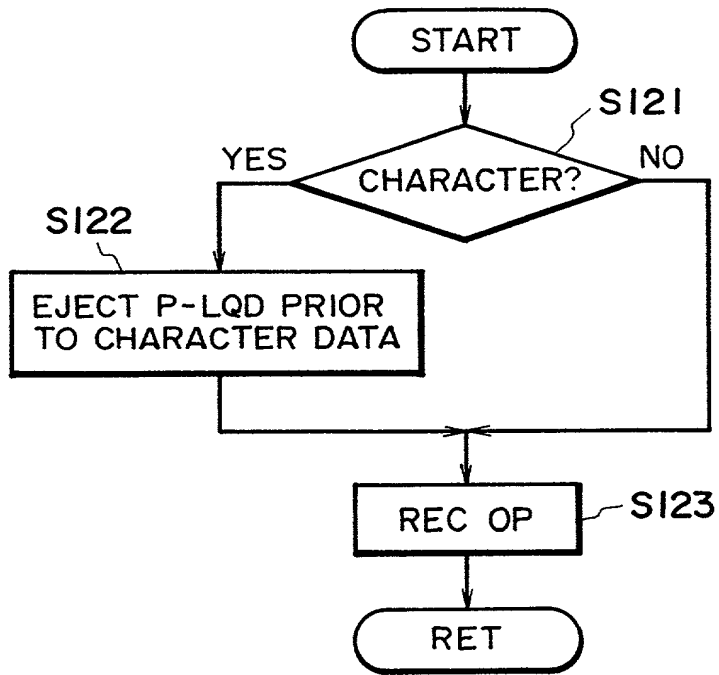 START
S121
YES
NO
CHARACTER?
S122
EJECT P-LQD PRIOR
TO CHARACTER DATA
REC OP
S123
RET